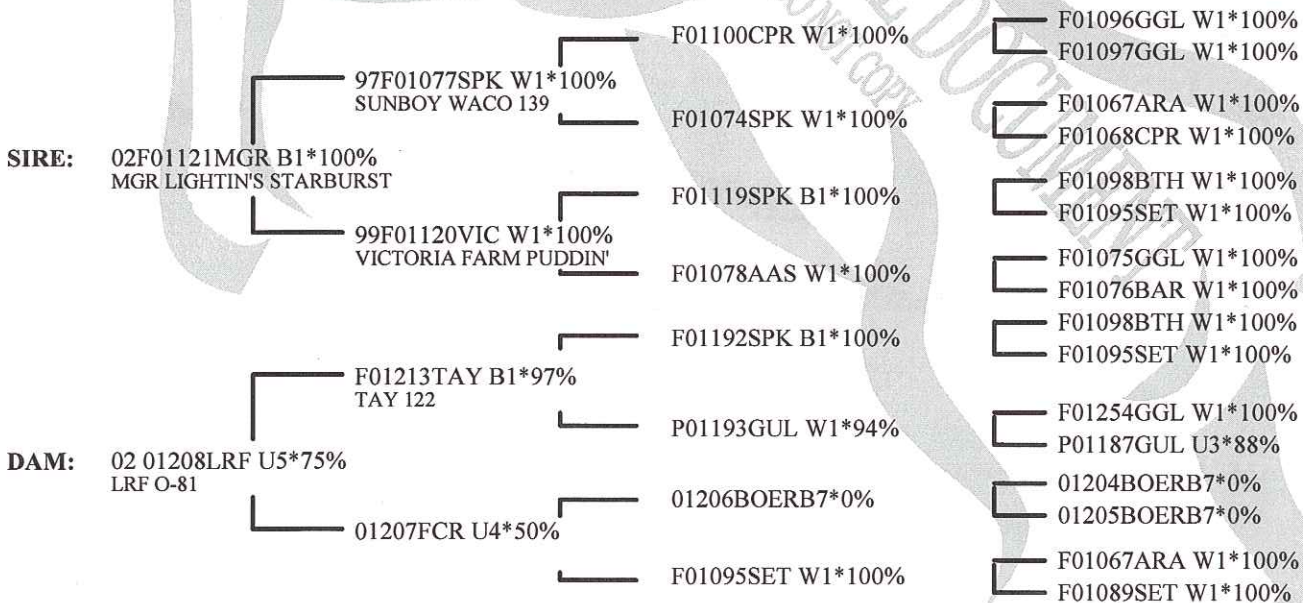 F01096GGL W1*100%
F01100CPR W1*100%
F01097GGL W1*100%
97F01077SPK W1*100%
SUNBOY WACO 139
F01067ARA W1*100%
F01074SPK W1*100%
F01068CPR W1*100%
SIRE: 02F01121MGR B1*100%
MGR LIGHTIN'S STARBURST
F01098BTH W1*100%
F01119SPK B1*100%
F01095SET W1*100%
99F01120VIC W1*100%
VICTORIA FARM PUDDIN'
F01075GGL W1*100%
F01078AAS W1*100%
F01076BAR W1*100%
F01098BTH W1*100%
F01192SPK B1*100%
F01095SET W1*100%
F01213TAY B1*97%
TAY 122
F01254GGL W1*100%
P01193GUL W1*94%
P01187GUL U3*88%
DAM: 02 01208LRF U5*75%
LRF O-81
01204BOERB7*0%
01206BOERB7*0%
01205BOERB7*0%
01207FCR U4*50%
F01067ARA W1*100%
F01095SET W1*100%
F01089SET W1*100%
DOCUMENT
DO NOT COPY